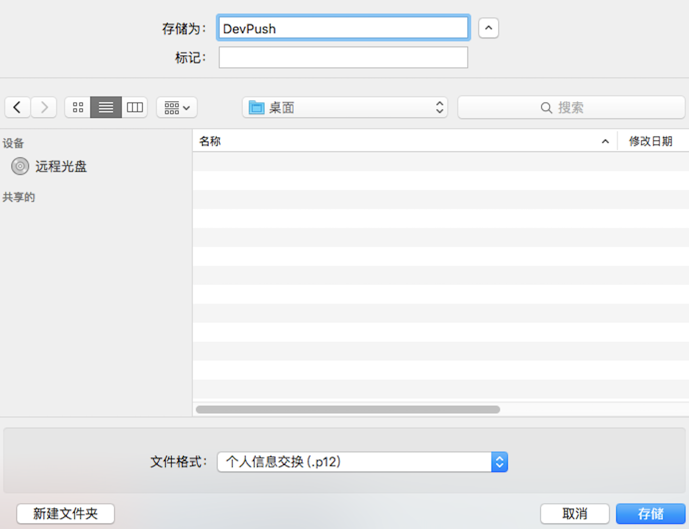 存储为： DevPush
标记：
桌面 搜索
设备 名称 修改日期
远程光盘
共享的
文件格式： 个人信息交换 (.p12)
新建文件夹 取消 存储